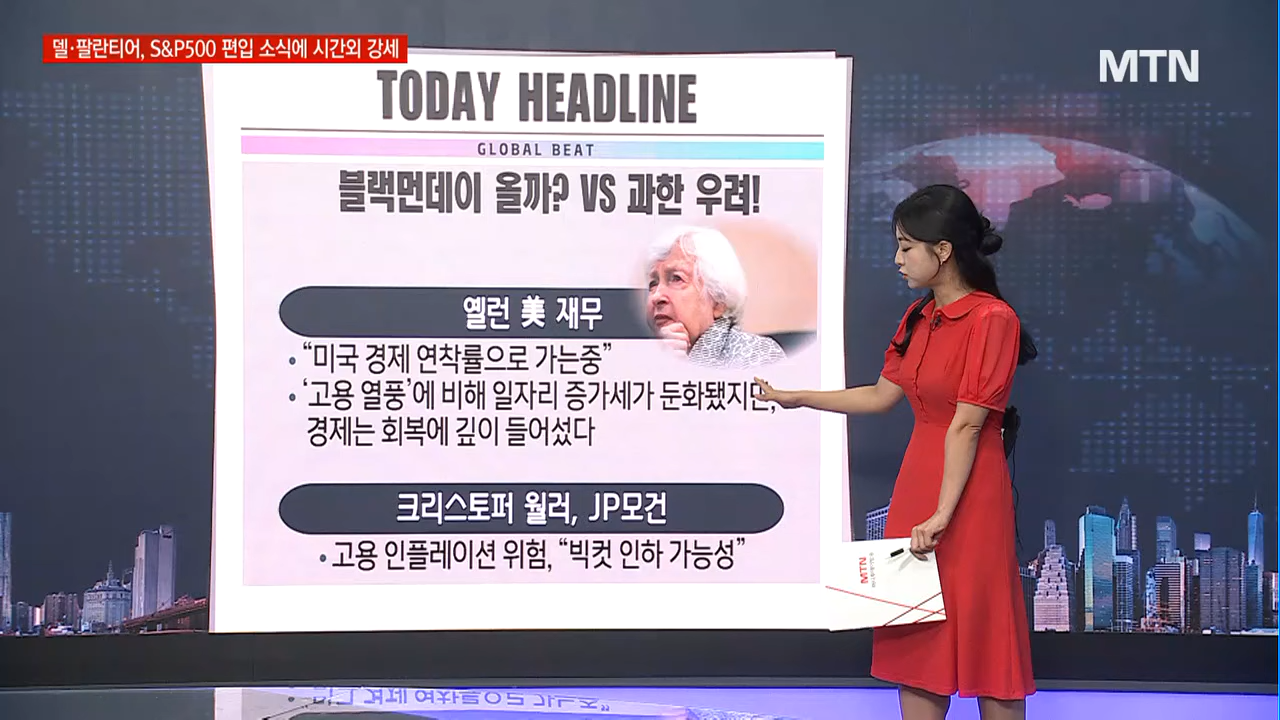 델·팔란티어, S&P500 편입 소식에 시간외 강세
MTN
TODAY HEADLINE
GLOBAL BEAT
블랙먼데이 올까? VS 과한 우려!
옐런 美 재무
• “미국 경제 연착륙으로 가는중”
• ‘고용 열풍’에 비해 일자리 증가세가 둔화됐지만,
경제는 회복에 깊이 들어섰다
크리스토퍼 월러, JP모건
• 고용 인플레이션 위험, “빅컷 인하 가능성”
MTN